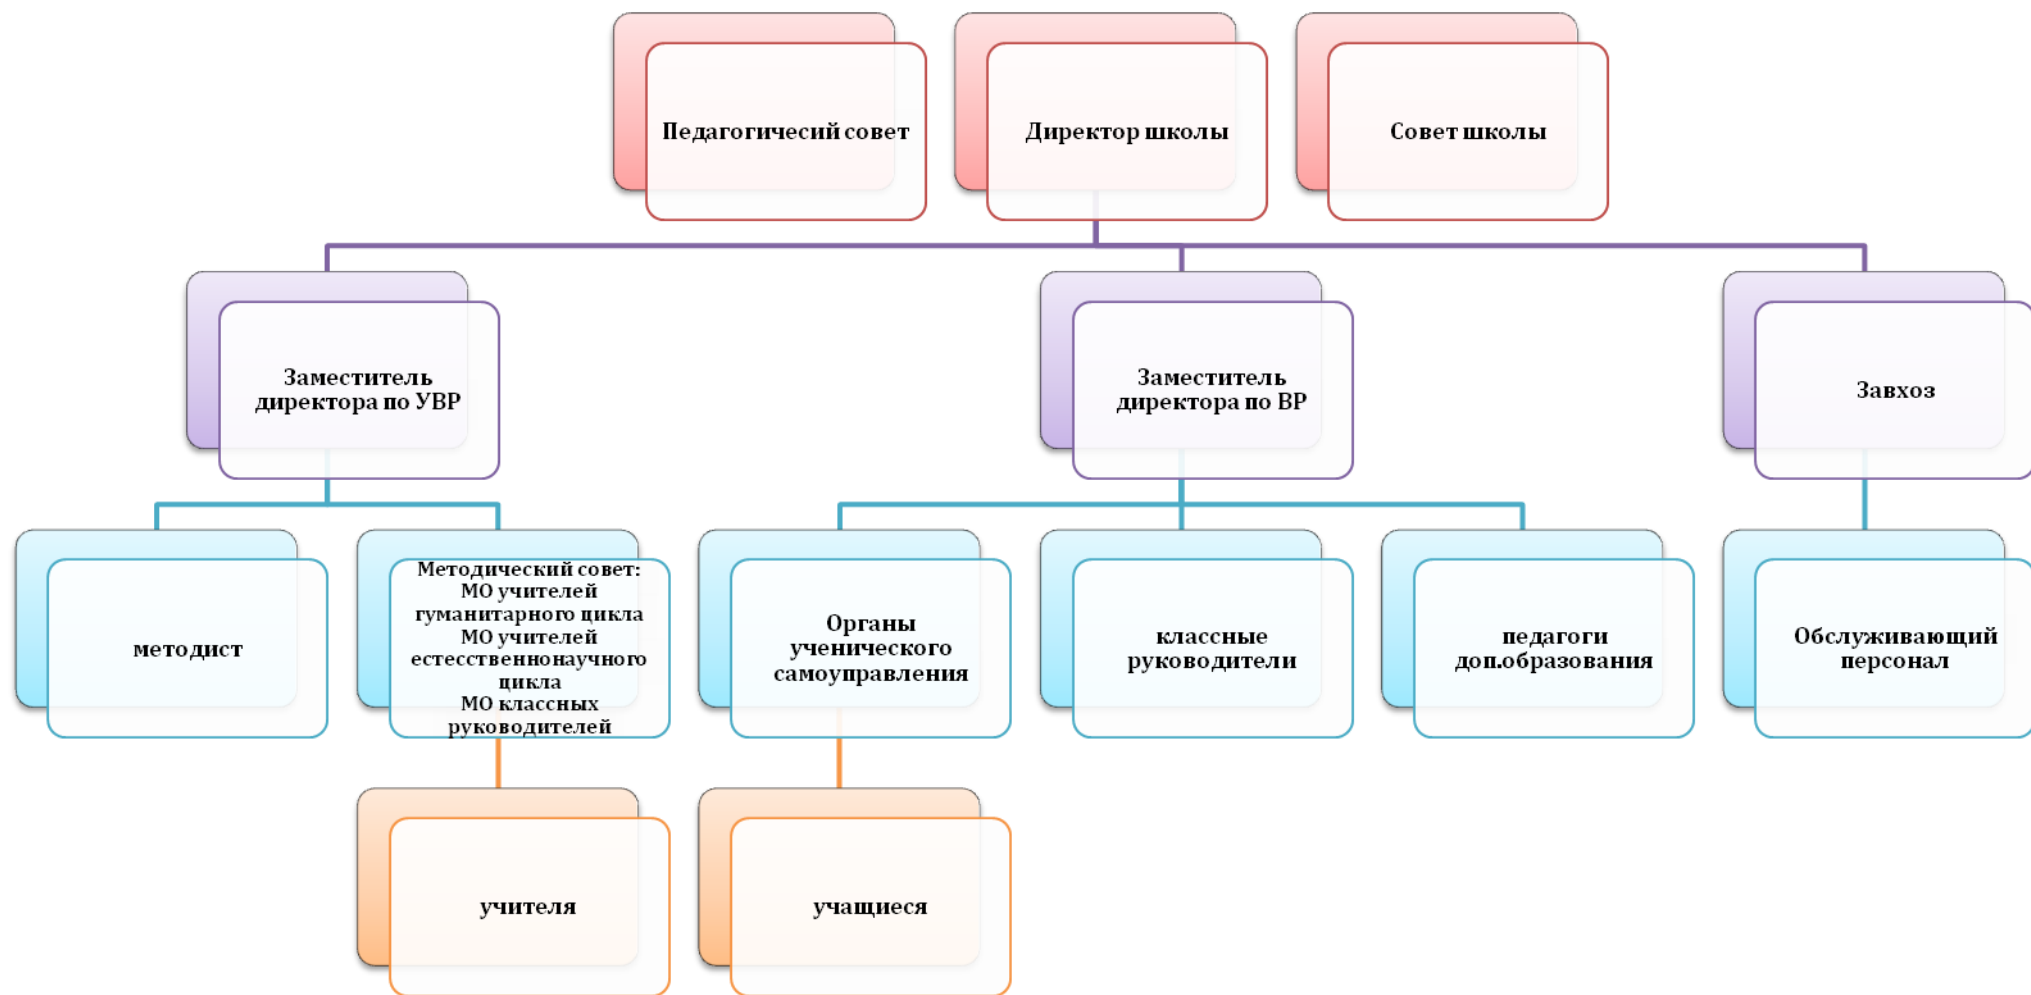 Педагогичесий совет
Директор школы
Совет школы
Заместитель
директора по УВР
Заместитель
директора по ВР
Завхоз
методист
Методический совет:
МО учителей
гуманитарного цикла
МО учителей
естесственнонаучного
цикла
МО классных
руководителей
Органы
ученического
самоуправления
классные
руководители
педагоги
доп.образования
Обслуживающий
персонал
учителя
учащиеся